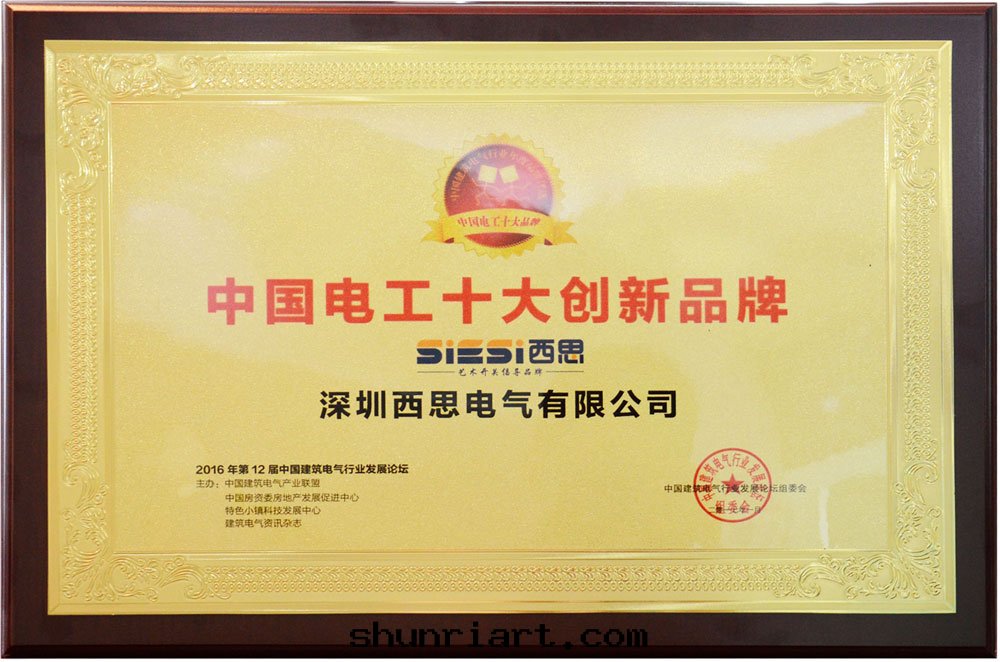 中国电工十大品牌
中国电工十大创新品牌
SiESi西思
艺术开关倡导品牌
深圳西思电气有限公司
2016 年第 12 届中国建筑电气行业发展论坛
主办：中国建筑电气产业联盟
中国房资委房地产发展促进中心
特色小镇科技发展中心
建筑电气资讯杂志
中国建筑电气行业发展论坛组委会
组委会
shunriart.com